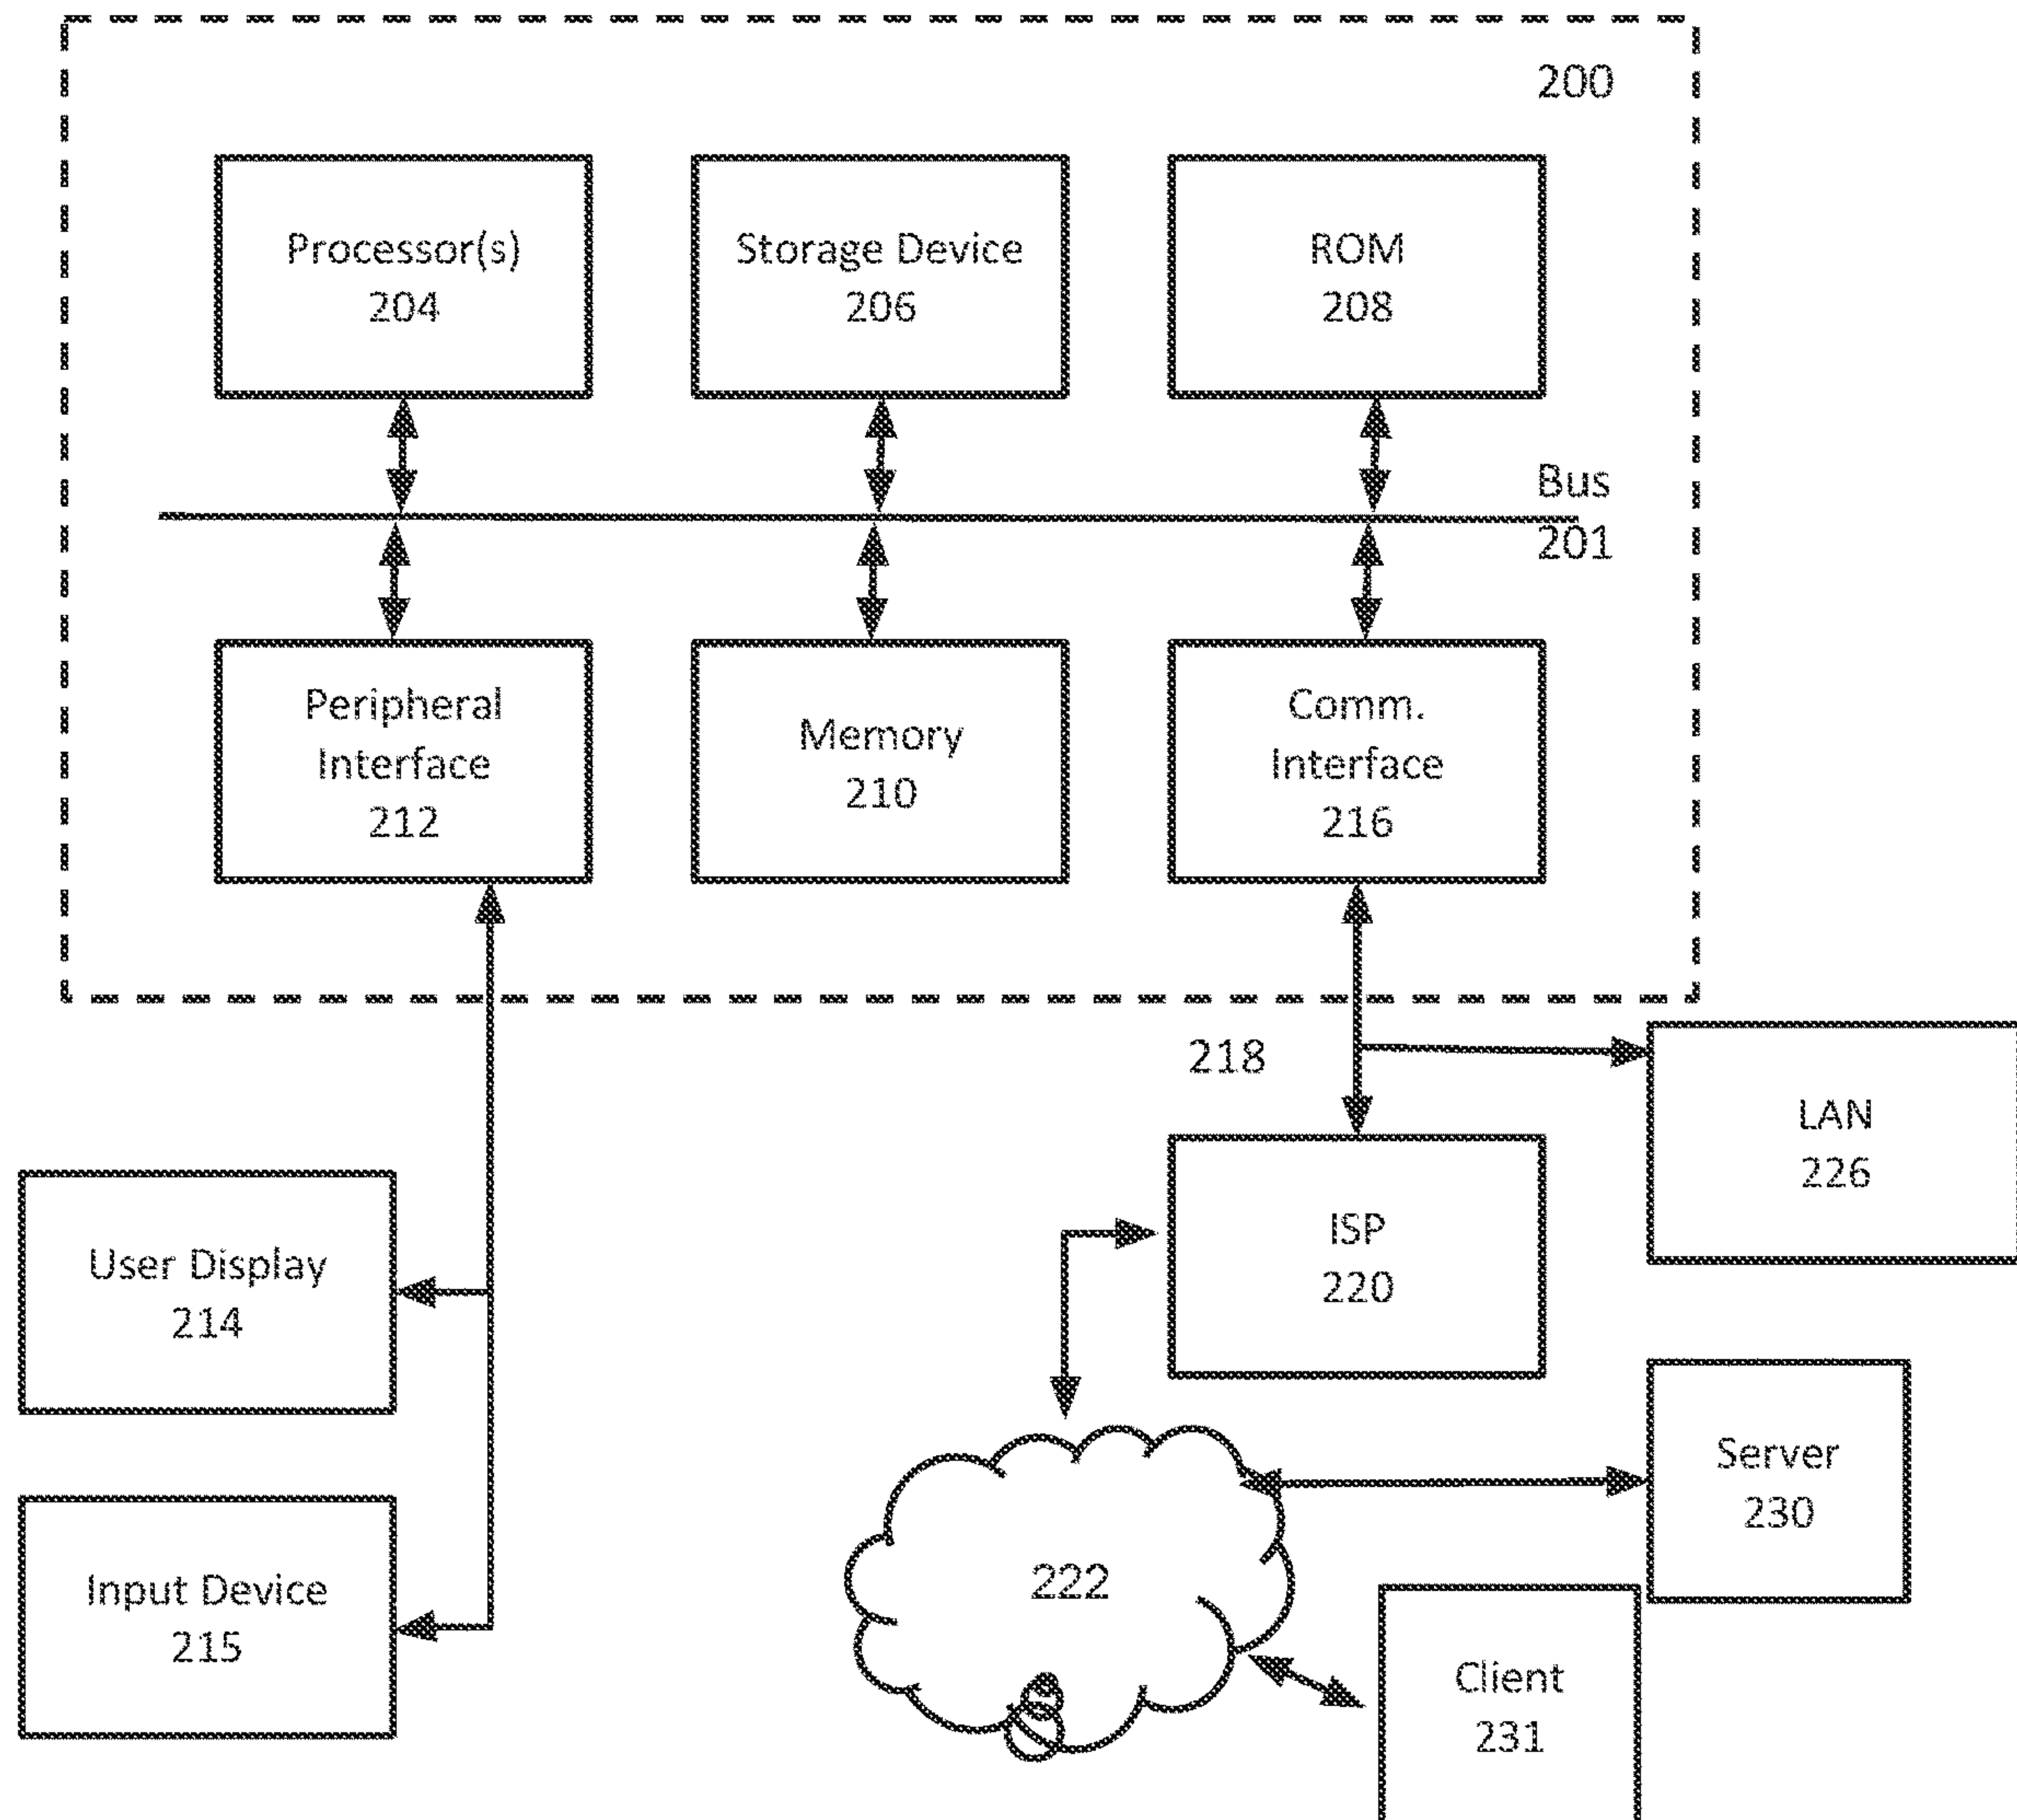 200
Processor(s)
204
Storage Device
206
ROM
208
Bus
201
Peripheral
Interface
212
Memory
210
Comm.
Interface
216
218
LAN
226
User Display
214
ISP
220
Server
230
Input Device
215
222
Client
231